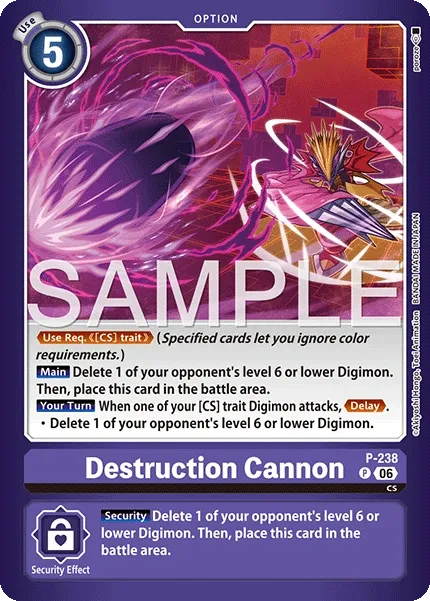 OPTION
Use
5
SAMPLE
Use Req. 《[CS] trait》 (Specified cards let you ignore color
requirements.)
Main Delete 1 of your opponent's level 6 or lower Digimon.
Then, place this card in the battle area.
Your Turn When one of your [CS] trait Digimon attacks, Delay.
・Delete 1 of your opponent's level 6 or lower Digimon.
©Akiyoshi Hongo, Toei Animation BANDAI MADE IN JAPAN
Destruction Cannon
P-238
P 06
CS
Security Delete 1 of your opponent's level 6 or
lower Digimon. Then, place this card in the
battle area.
Security Effect